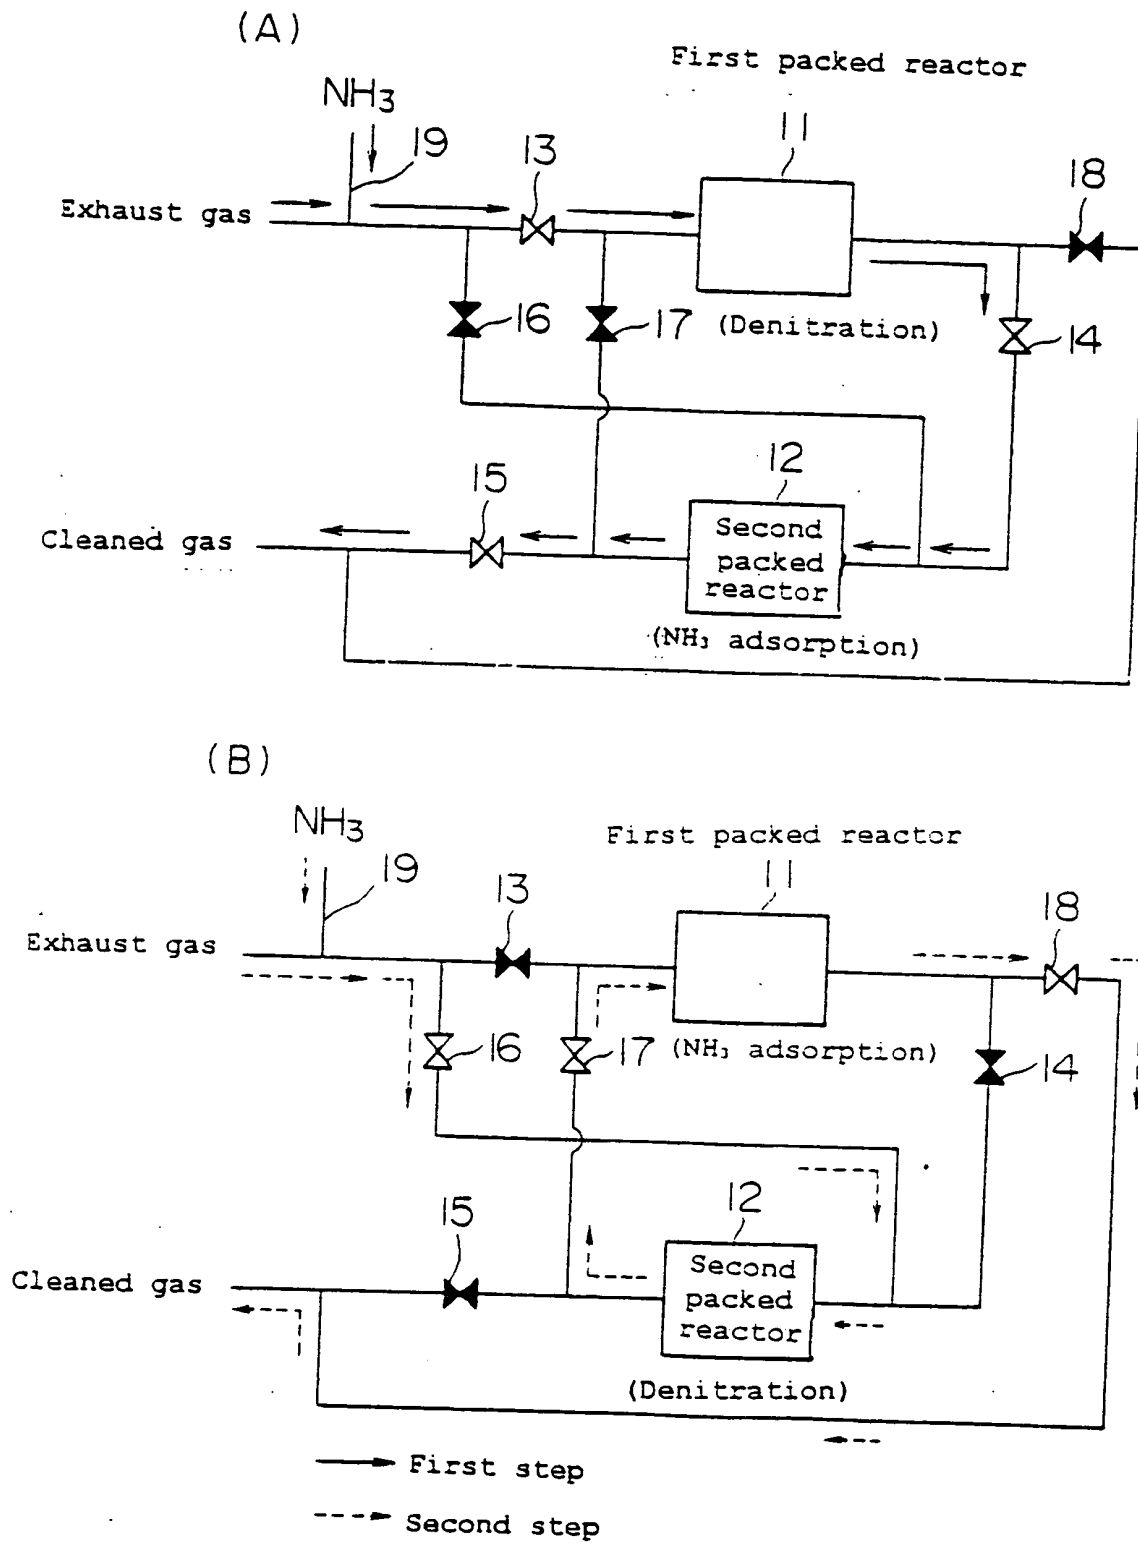 (A)
First packed reactor
NH3
19
13
11
18
Exhaust gas
16
17
(Denitration)
14
15
12
Cleaned gas
Second
packed
reactor
(NH3 adsorption)
(B)
NH3
First packed reactor
19
13
11
18
Exhaust gas
16
17
(NH3 adsorption)
14
15
12
Cleaned gas
Second
packed
reactor
(Denitration)
First step
Second step